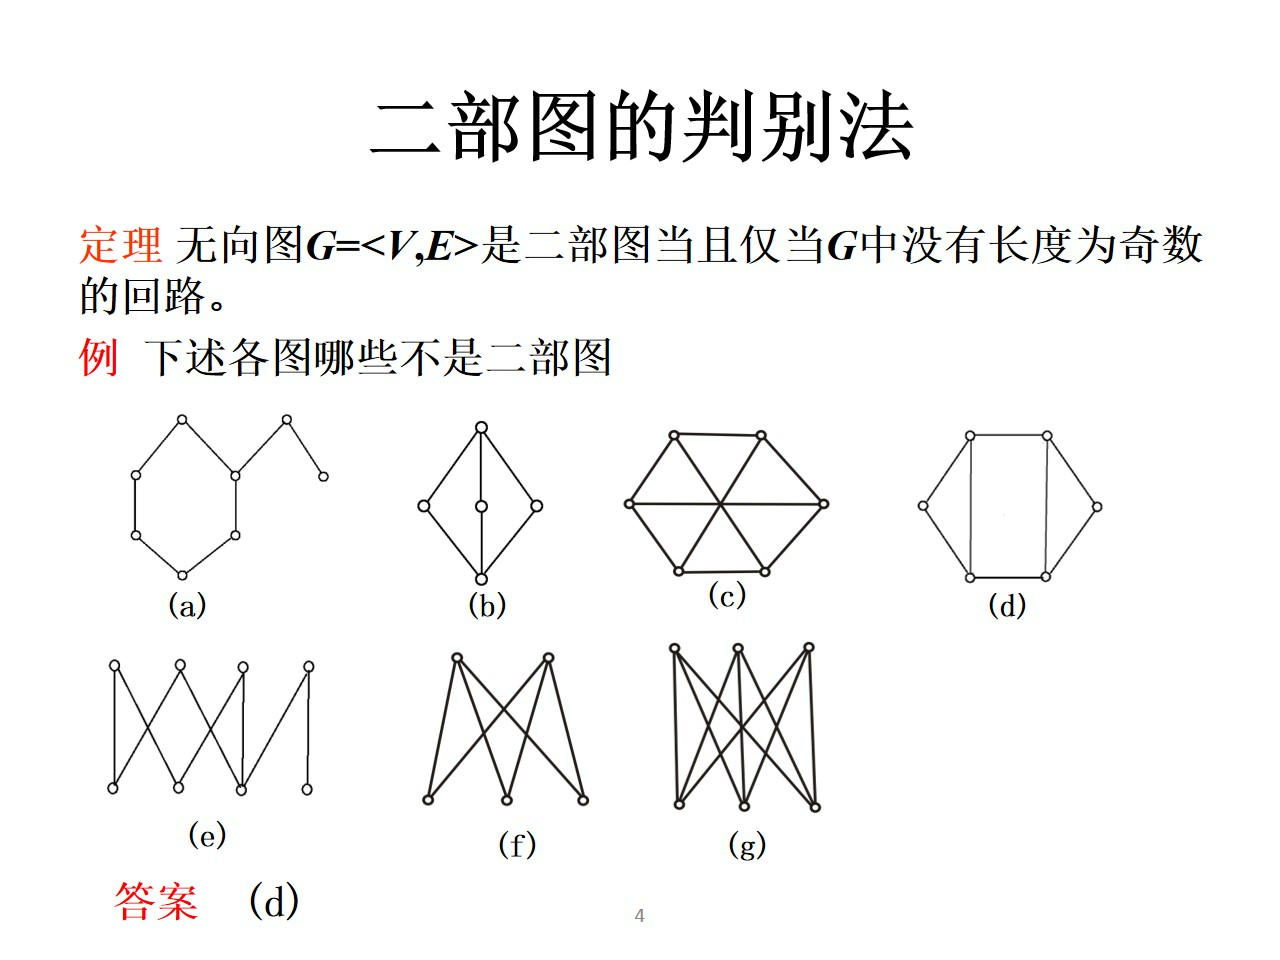 二部图的判别法
定理 无向图G=<V,E>是二部图当且仅当G中没有长度为奇数
的回路。
例 下述各图哪些不是二部图
(a) (b) (c) (d)
(e) (f) (g)
答案 (d)
4